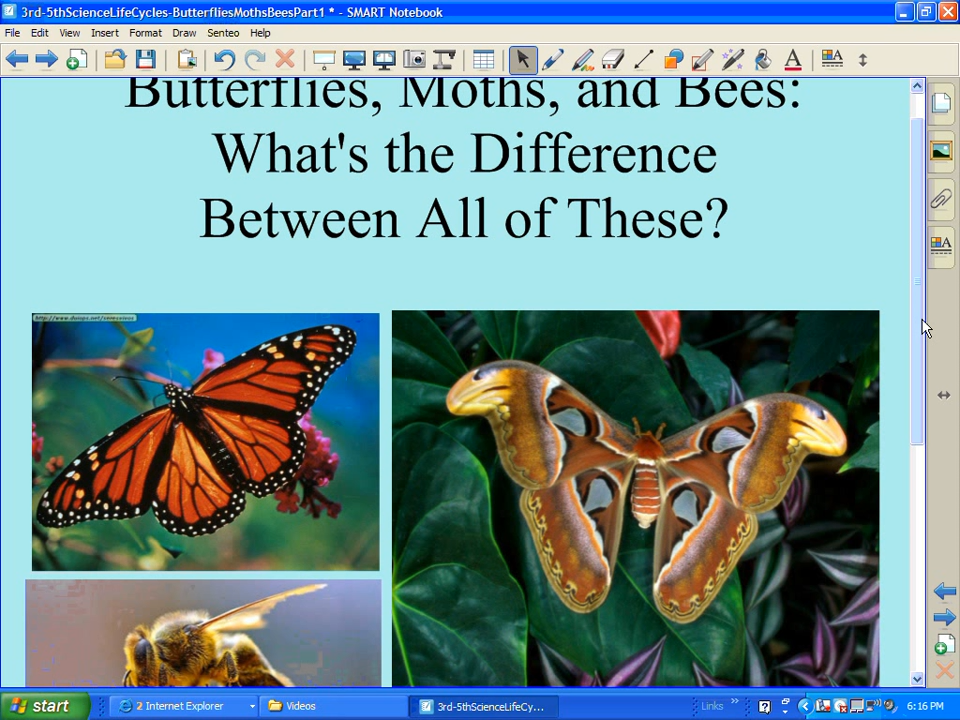 3rd-5thScienceLifeCycles-ButterfliesMothsBeesPart1 * - SMART Notebook
File Edit View Insert Format Draw Senteo Help
Butterflies, Moths, and Bees:
What's the Difference
Between All of These?
start
2 Internet Explorer
Videos
3rd-5thScienceLifeCy...
Links
6:16 PM